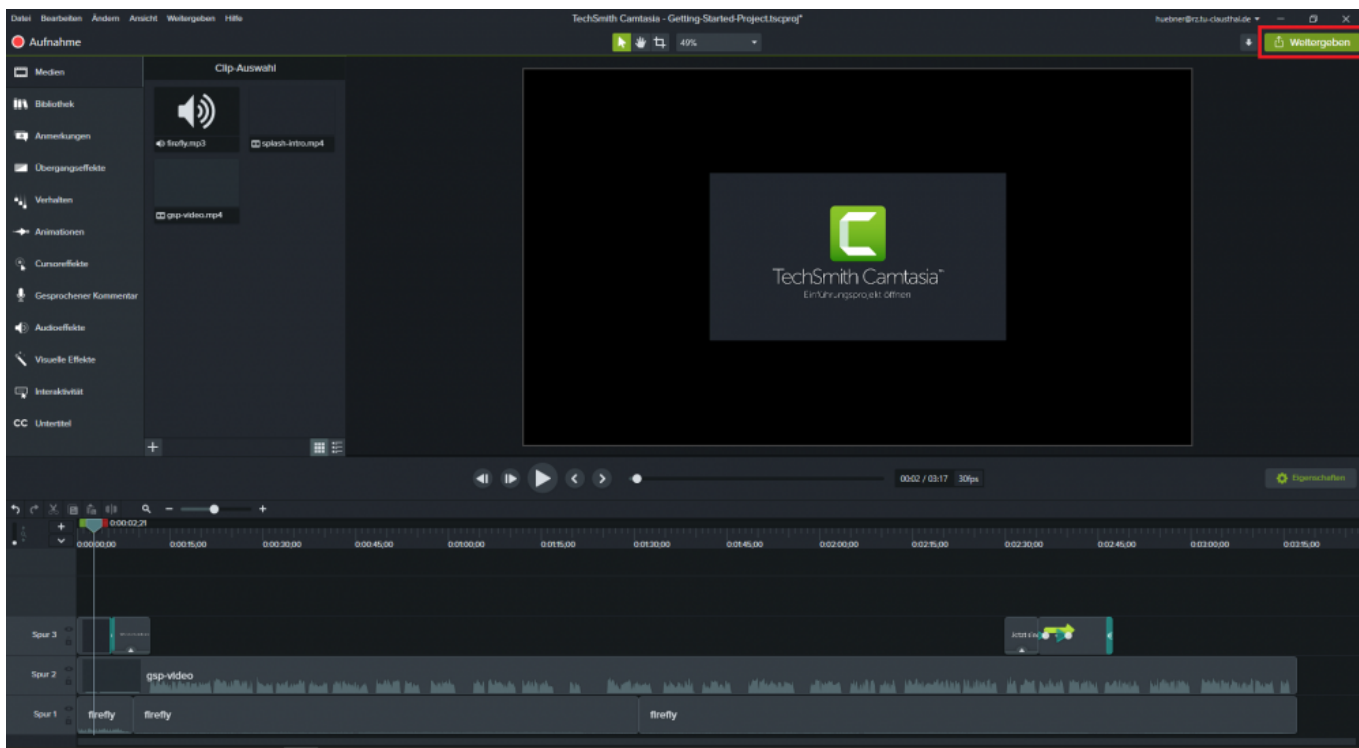 Datei Bearbeiten Ändern Ansicht Weitergeben Hilfe
TechSmith Camtasia - Getting-Started-Project.tscproj*
huebner@rz.tu-clausthal.de
Aufnahme
49%
Weitergeben
Medien
Bibliothek
Anmerkungen
Übergangseffekte
Verhalten
Animationen
Cursoreffekte
Gesprochener Kommentar
Audioeffekte
Visuelle Effekte
Interaktivität
CC Untertitel
Clip-Auswahl
firefly.mp3
splash-intro.mp4
gsp-video.mp4
TechSmith Camtasia™
Einführungsprojekt öffnen
00:02 / 03:17 30fps
Eigenschaften
0:00:02;21
0:00:00;00 0:00:15;00 0:00:30;00 0:00:45;00 0:01:00;00 0:01:15;00 0:01:30;00 0:01:45;00 0:02:00;00 0:02:15;00 0:02:30;00 0:02:45;00 0:03:00;00 0:03:15;00
Spur 3
Spur 2
gsp-video
Spur 1
firefly firefly firefly